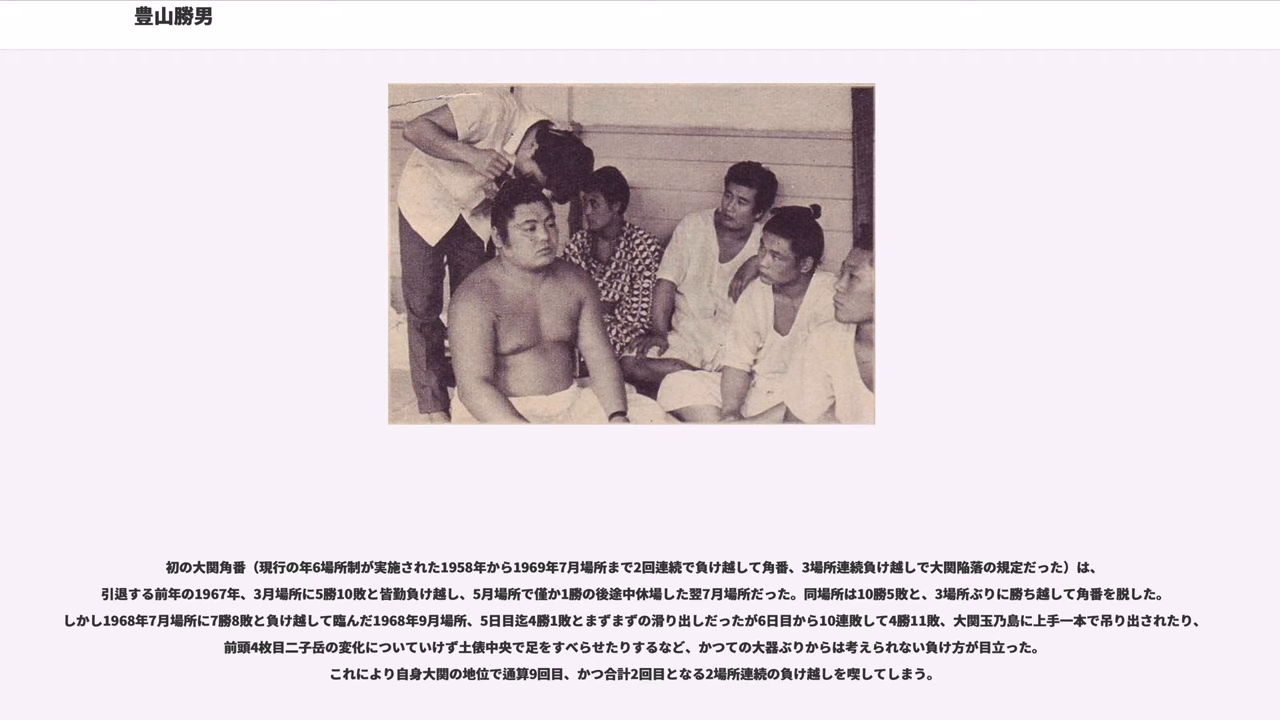 豊山勝男
初の大関角番（現行の年6場所制が実施された1958年から1969年7月場所まで2回連続で負け越して角番、3場所連続負け越しで大関陥落の規定だった）は、
引退する前年の1967年、3月場所に5勝10敗と皆勤負け越し、5月場所で僅か1勝の後途中休場した翌7月場所だった。同場所は10勝5敗と、3場所ぶりに勝ち越して角番を脱した。
しかし1968年7月場所に7勝8敗と負け越して臨んだ1968年9月場所、5日目迄4勝1敗とまずまずの滑り出しだったが6日目から10連敗して4勝11敗、大関玉乃島に上手一本で吊り出されたり、
前頭4枚目二子岳の変化についていけず土俵中央で足をすべらせたりするなど、かつての大器ぶりからは考えられない負け方が目立った。
これにより自身大関の地位で通算9回目、かつ合計2回目となる2場所連続の負け越しを喫してしまう。